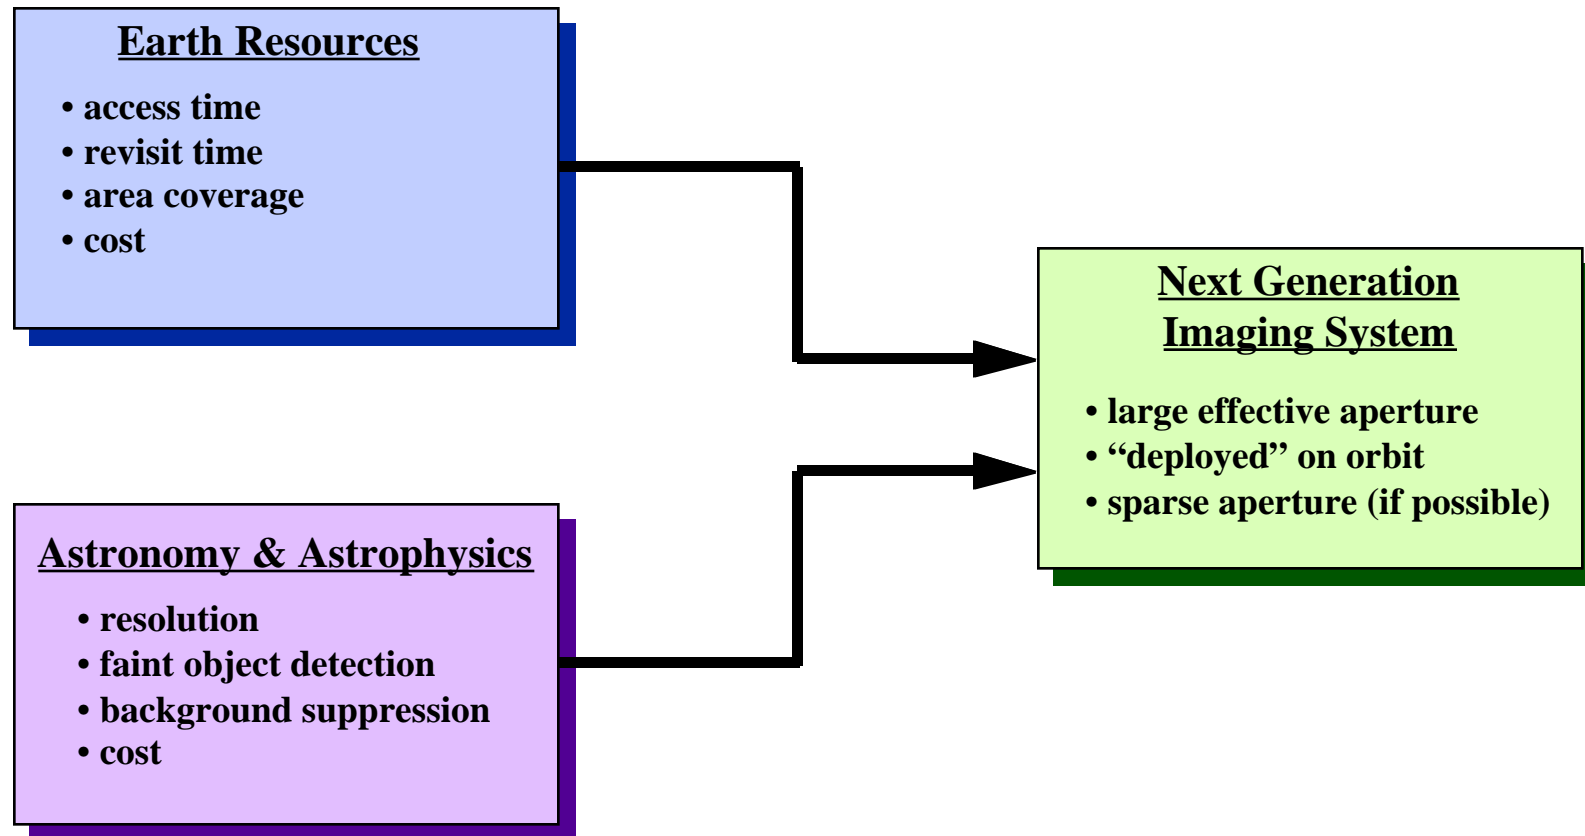 Earth Resources
• access time
• revisit time
• area coverage
• cost
Next Generation
Imaging System
• large effective aperture
• “deployed” on orbit
• sparse aperture (if possible)
Astronomy & Astrophysics
• resolution
• faint object detection
• background suppression
• cost